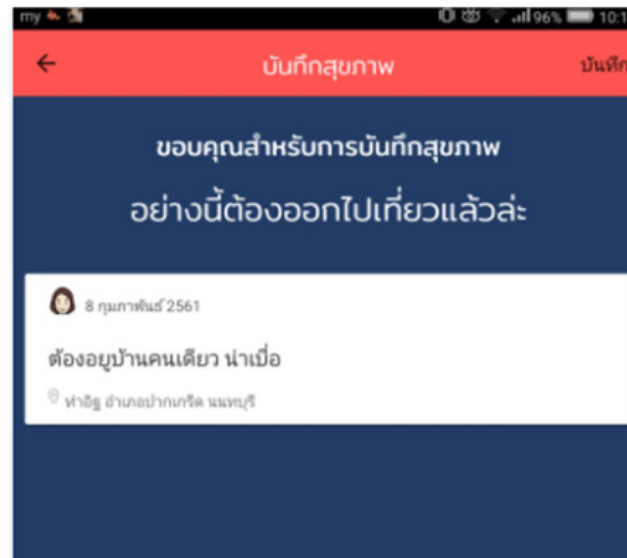 my 96% 10:1
บันทึกสุขภาพ บันทึก
ขอบคุณสำหรับการบันทึกสุขภาพ
อย่างนี้ต้องออกไปเที่ยวแล้วล่ะ
8 กุมภาพันธ์ 2561
ต้องอยู่บ้านคนเดียว น่าเบื่อ
ท่าอิฐ อำเภอปากเกร็ด นนทบุรี